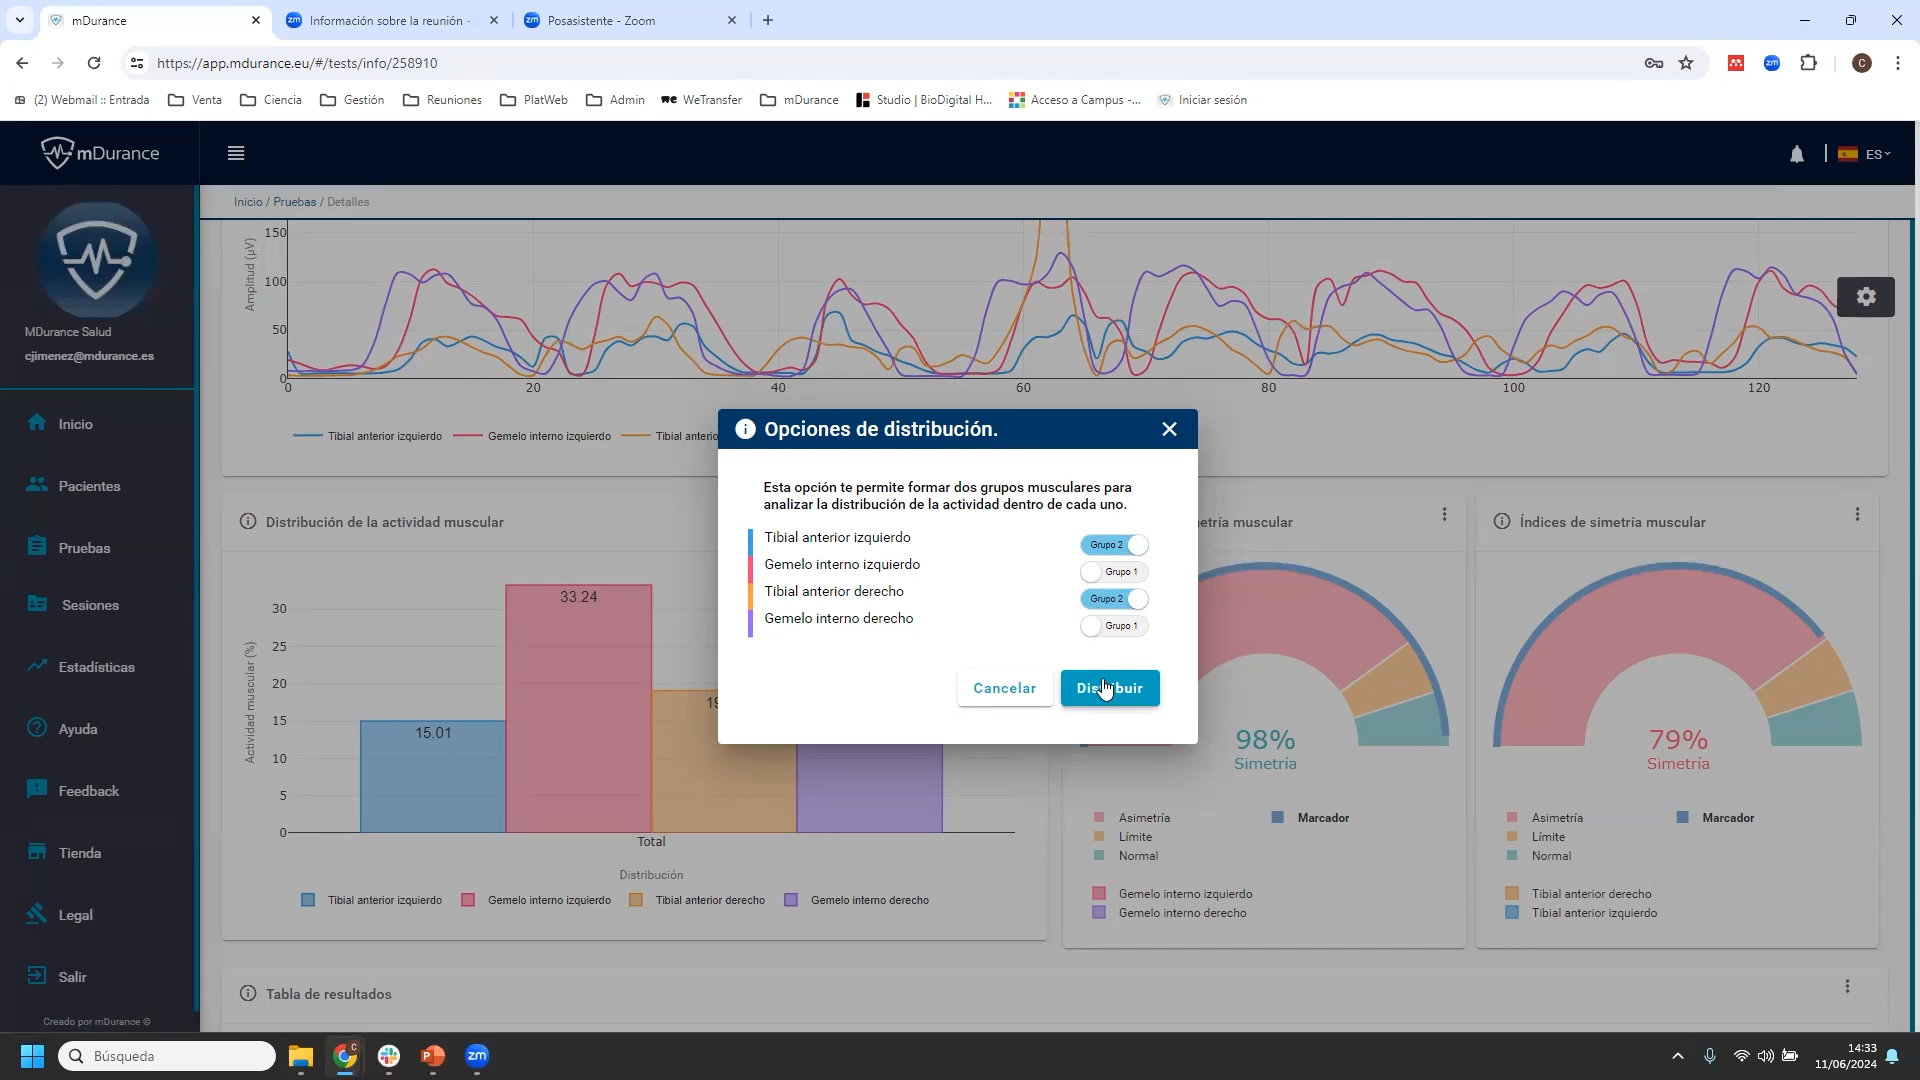 mDurance
Información sobre la reunión -
Posasistente - Zoom
https://app.mdurance.eu/#/tests/info/258910
(2) Webmail :: Entrada
Venta
Ciencia
Gestión
Reuniones
PlatWeb
Admin
WeTransfer
mDurance
Studio | BioDigital H...
Acceso a Campus -...
Iniciar sesión
mDurance
ES
MDurance Salud
cjimenez@mdurance.es
Inicio
Pacientes
Pruebas
Sesiones
Estadísticas
Ayuda
Feedback
Tienda
Legal
Salir
Creado por mDurance ©
Inicio / Pruebas / Detalles
Amplitud (µV)
150
100
50
0
0 20 40 60 80 100 120
Tibial anterior izquierdo
Gemelo interno izquierdo
Tibial anterio
Opciones de distribución.
Esta opción te permite formar dos grupos musculares para
analizar la distribución de la actividad dentro de cada uno.
Tibial anterior izquierdo Grupo 2
Gemelo interno izquierdo Grupo 1
Tibial anterior derecho Grupo 2
Gemelo interno derecho Grupo 1
Cancelar
Distribuir
Distribución de la actividad muscular
Actividad muscular (%)
30
25
20
15
10
5
0
15.01
33.24
19
Total
Distribución
Tibial anterior izquierdo
Gemelo interno izquierdo
Tibial anterior derecho
Gemelo interno derecho
etría muscular
98%
Simetría
Asimetría
Límite
Normal
Marcador
Gemelo interno izquierdo
Gemelo interno derecho
Índices de simetría muscular
79%
Simetría
Asimetría
Límite
Normal
Marcador
Tibial anterior derecho
Tibial anterior izquierdo
Tabla de resultados
Búsqueda
14:33
11/06/2024